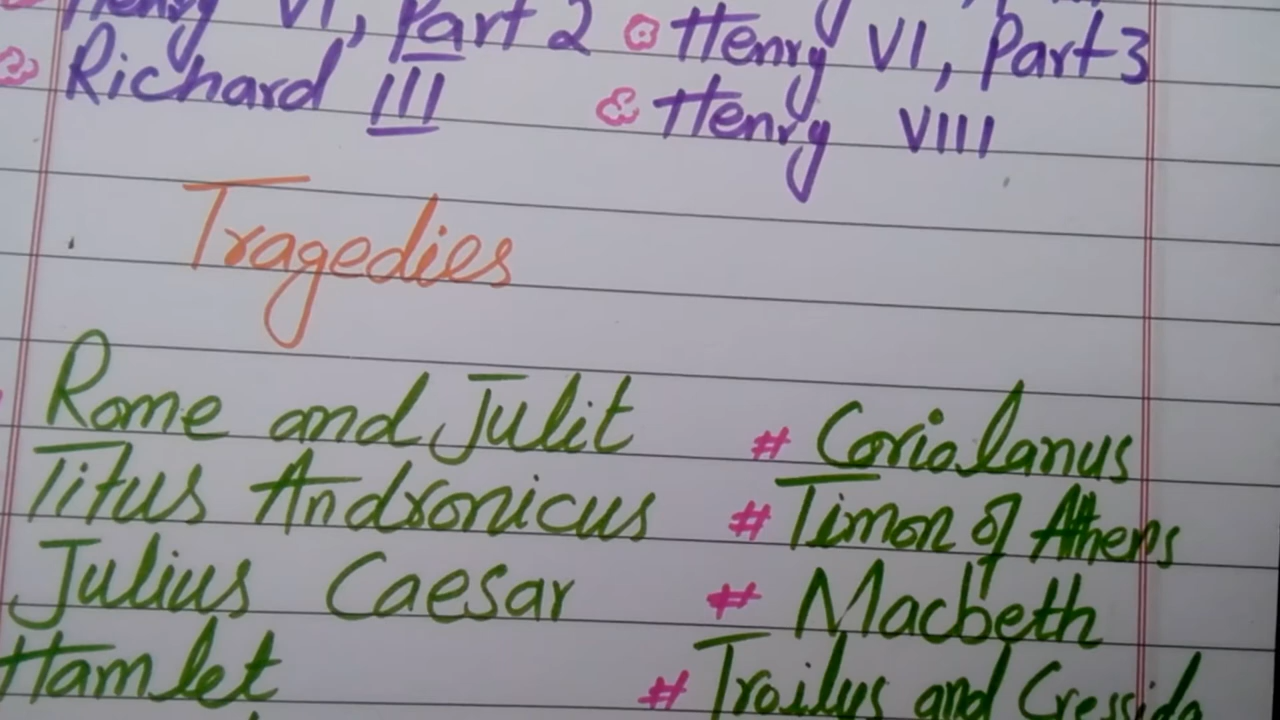 Henry VI, Part 2 Henry VI, Part 3
Richard III Henry VIII
Tragedies
Rome and Julit # Coriolanus
Titus Andronicus # Timon of Athens
Julius Caesar # Macbeth
Hamlet # Troilus and Cressida